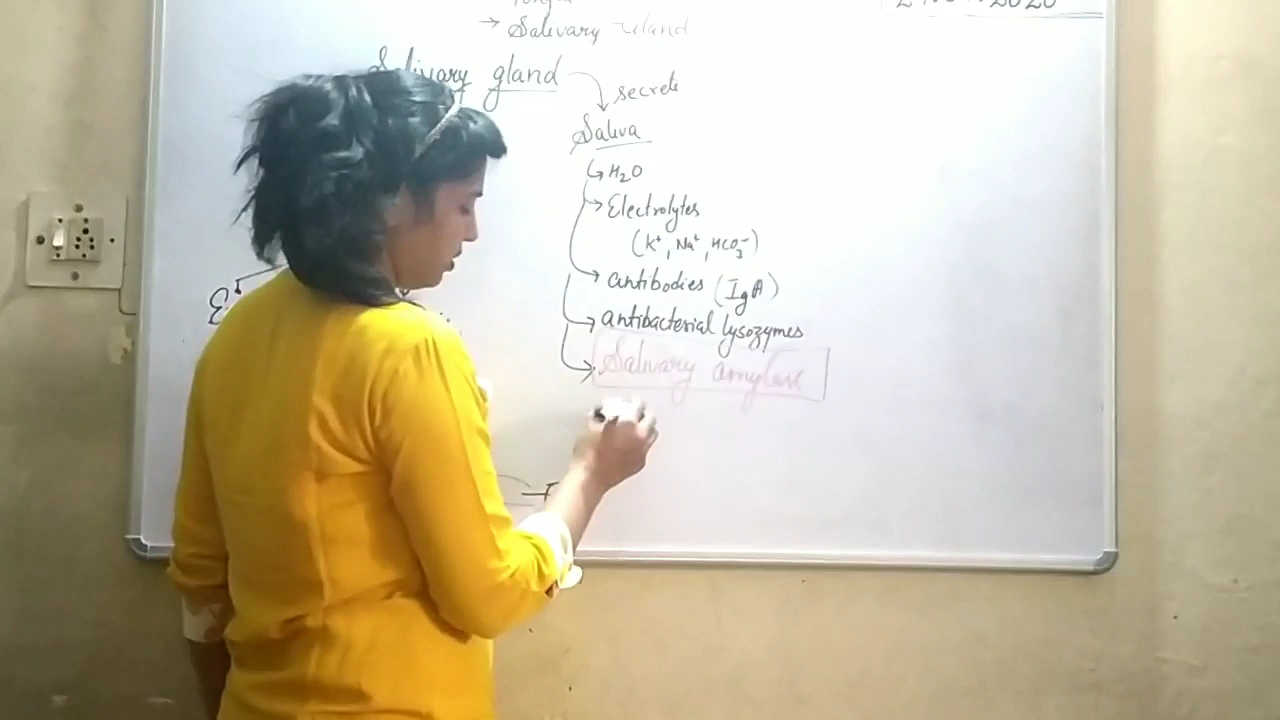 → Salivary Gland
Salivary gland
secrete
Saliva
H₂O
Electrolytes
(K⁺, Na⁺, HCO₃⁻)
antibodies (IgA)
antibacterial lysozymes
Salivary amylase